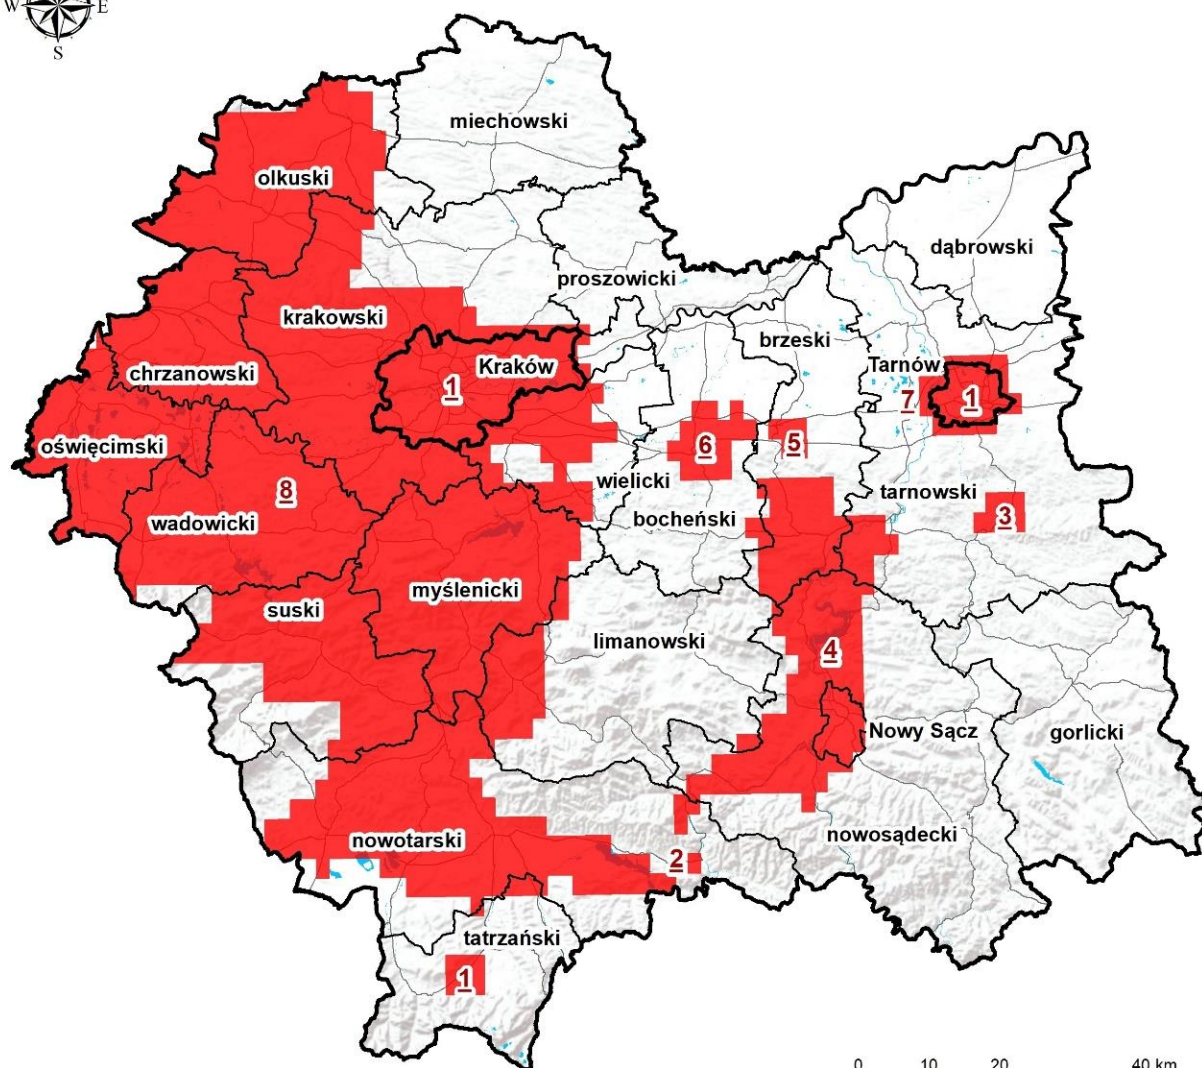 W E
S
miechowski
olkuski
dąbrowski
proszowicki
krakowski
brzeski
Kraków
Tarnów
chrzanowski
1
7
1
oświęcimski
6
5
wielicki
8
tarnowski
wadowicki
bocheński
3
myślenicki
suski
limanowski
4
Nowy Sącz
gorlicki
nowotarski
nowosądecki
2
tatrzański
1
0 10 20 40 km